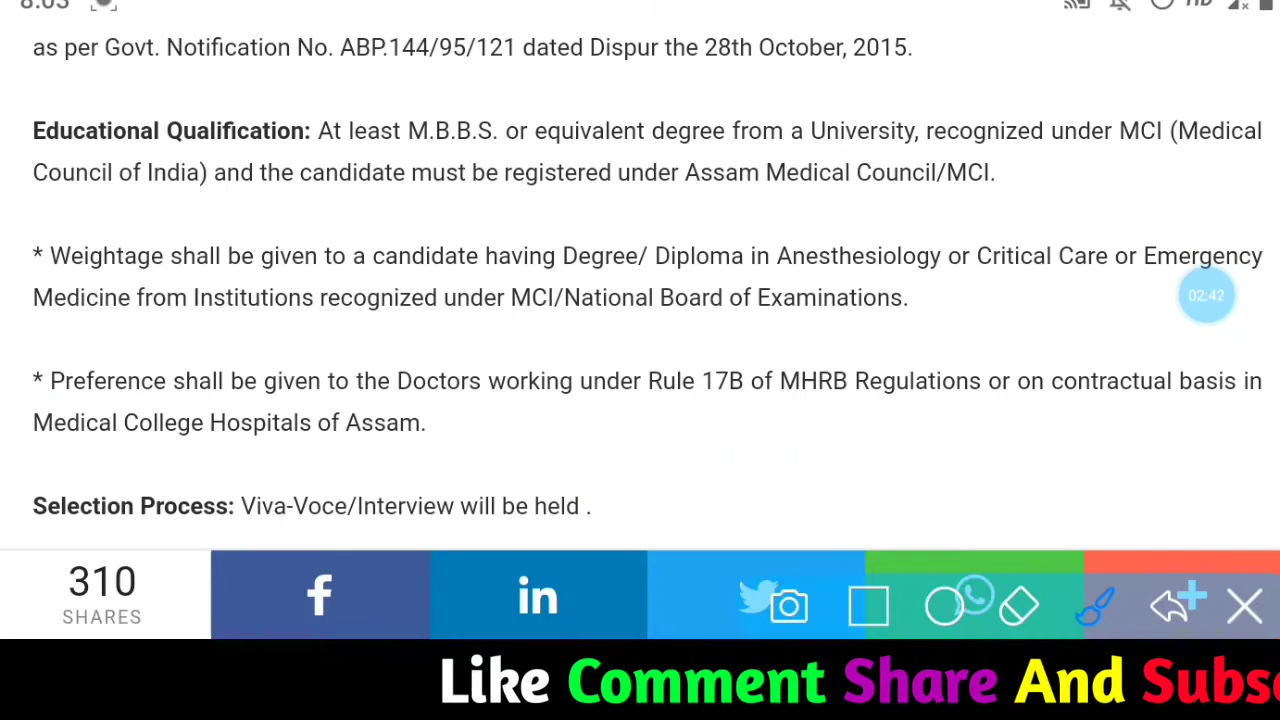 8:03
HD
as per Govt. Notification No. ABP.144/95/121 dated Dispur the 28th October, 2015.
Educational Qualification: At least M.B.B.S. or equivalent degree from a University, recognized under MCI (Medical
Council of India) and the candidate must be registered under Assam Medical Council/MCI.
* Weightage shall be given to a candidate having Degree/ Diploma in Anesthesiology or Critical Care or Emergency
Medicine from Institutions recognized under MCI/National Board of Examinations.
02:42
* Preference shall be given to the Doctors working under Rule 17B of MHRB Regulations or on contractual basis in
Medical College Hospitals of Assam.
Selection Process: Viva-Voce/Interview will be held .
310
SHARES
Like Comment Share And Subs